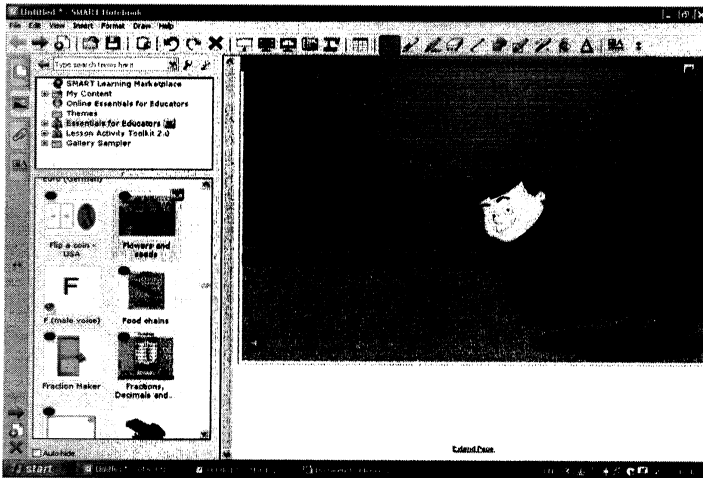 Untitled * - SMART Notebook
File Edit View Insert Format Draw Help
Type search terms here
SMART Learning Marketplace
My Content
Online Essentials for Educators
Themes
Essentials for Educators
Lesson Activity Toolkit 2.0
Gallery Sampler
Euro (Germany)
Flip a coin - USA
Flowers and seeds
F
F (male voice)
Food chains
Fraction Maker
Fractions, Decimals and..
Auto-hide
Extend Page
start